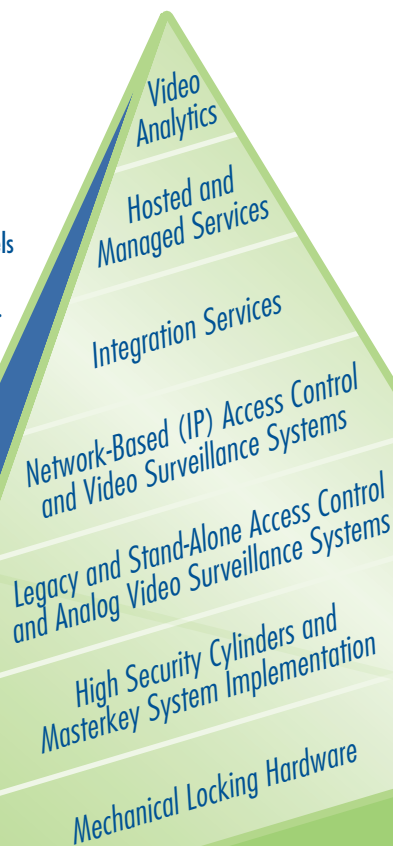 Video
Analytics
Hosted and
Managed Services
Integration Services
Network-Based (IP) Access Control
and Video Surveillance Systems
Legacy and Stand-Alone Access Control
and Analog Video Surveillance Systems
High Security Cylinders and
Masterkey System Implementation
Mechanical Locking Hardware